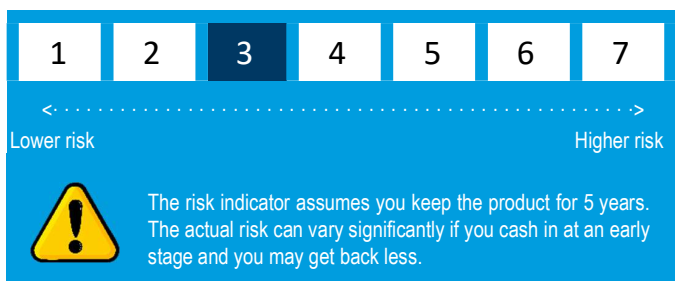 1 2 3 4 5 6 7
<· · · · · · · · · · · · · · · · · · · · · · · · · · · · · · · · · · · · · · · · · · · · · · · · · · · · · · · · · · ·>
Lower risk Higher risk
The risk indicator assumes you keep the product for 5 years.
The actual risk can vary significantly if you cash in at an early
stage and you may get back less.